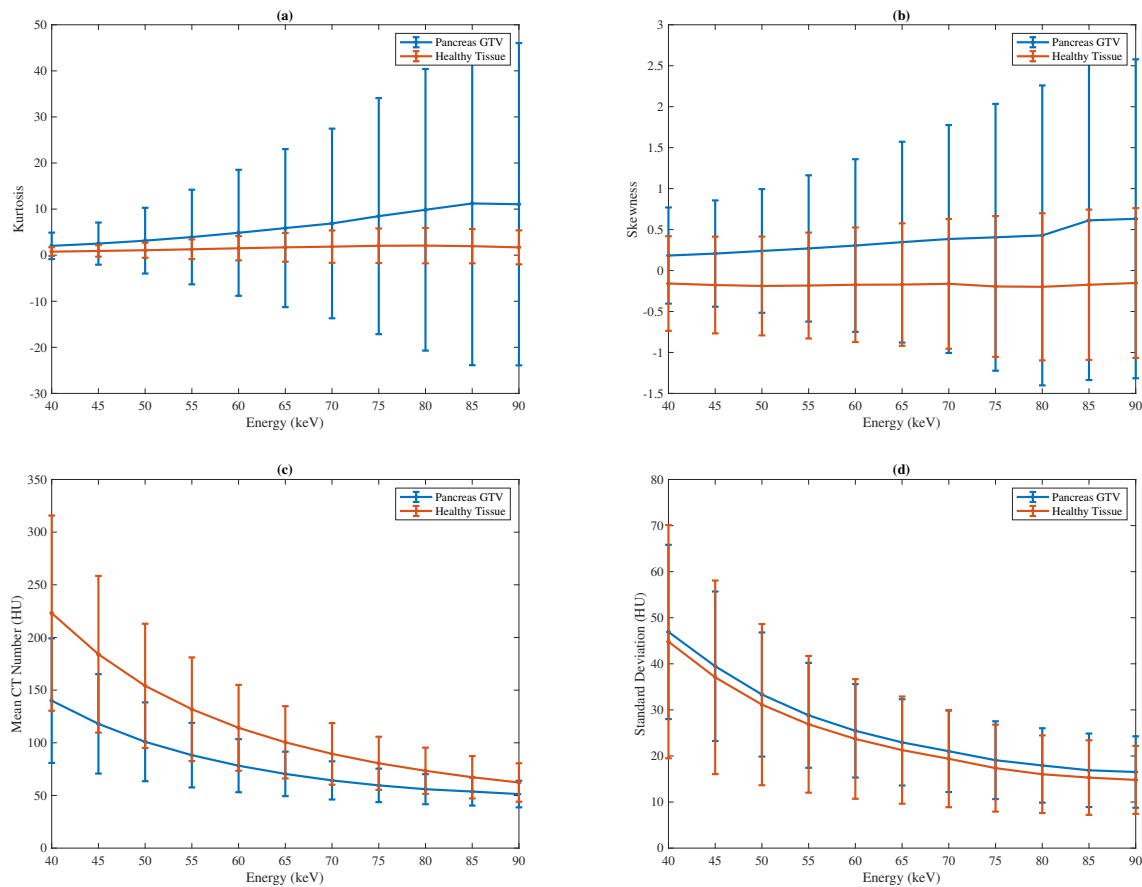 (a)
50
40
30
20
10
0
-10
-20
-30
Kurtosis
Pancreas GTV
Healthy Tissue
40 45 50 55 60 65 70 75 80 85 90
Energy (keV)
(b)
3
2.5
2
1.5
1
0.5
0
-0.5
-1
-1.5
Skewness
Pancreas GTV
Healthy Tissue
40 45 50 55 60 65 70 75 80 85 90
Energy (keV)
(c)
350
300
250
200
150
100
50
0
Mean CT Number (HU)
Pancreas GTV
Healthy Tissue
40 45 50 55 60 65 70 75 80 85 90
Energy (keV)
(d)
80
70
60
50
40
30
20
10
0
Standard Deviation (HU)
Pancreas GTV
Healthy Tissue
40 45 50 55 60 65 70 75 80 85 90
Energy (keV)